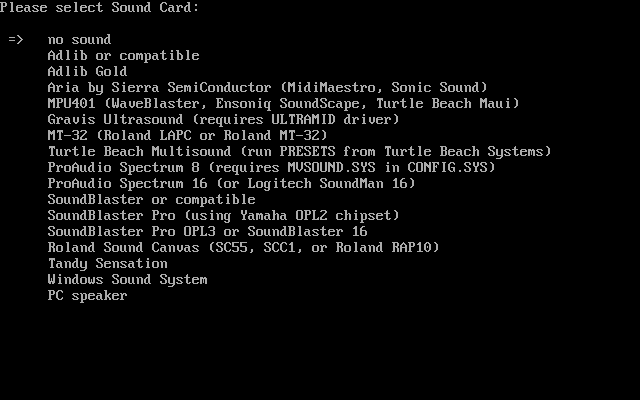 Please select Sound Card:
=> no sound
Adlib or compatible
Adlib Gold
Aria by Sierra SemiConductor (MidiMaestro, Sonic Sound)
MPU401 (WaveBlaster, Ensoniq SoundScape, Turtle Beach Maui)
Gravis Ultrasound (requires ULTRAMID driver)
MT-32 (Roland LAPC or Roland MT-32)
Turtle Beach Multisound (run PRESETS from Turtle Beach Systems)
ProAudio Spectrum 8 (requires MVSOUND.SYS in CONFIG.SYS)
ProAudio Spectrum 16 (or Logitech SoundMan 16)
SoundBlaster or compatible
SoundBlaster Pro (using Yamaha OPL2 chipset)
SoundBlaster Pro OPL3 or SoundBlaster 16
Roland Sound Canvas (SC55, SCC1, or Roland RAP10)
Tandy Sensation
Windows Sound System
PC speaker